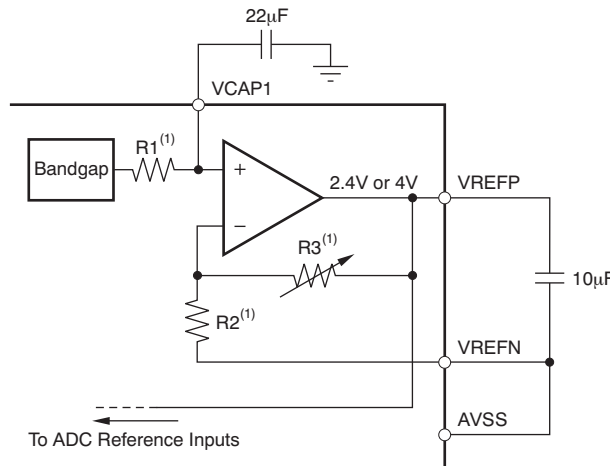 22µF
VCAP1
R1(1)
Bandgap
+
2.4V or 4V
VREFP
−
R3(1)
10µF
R2(1)
VREFN
AVSS
To ADC Reference Inputs